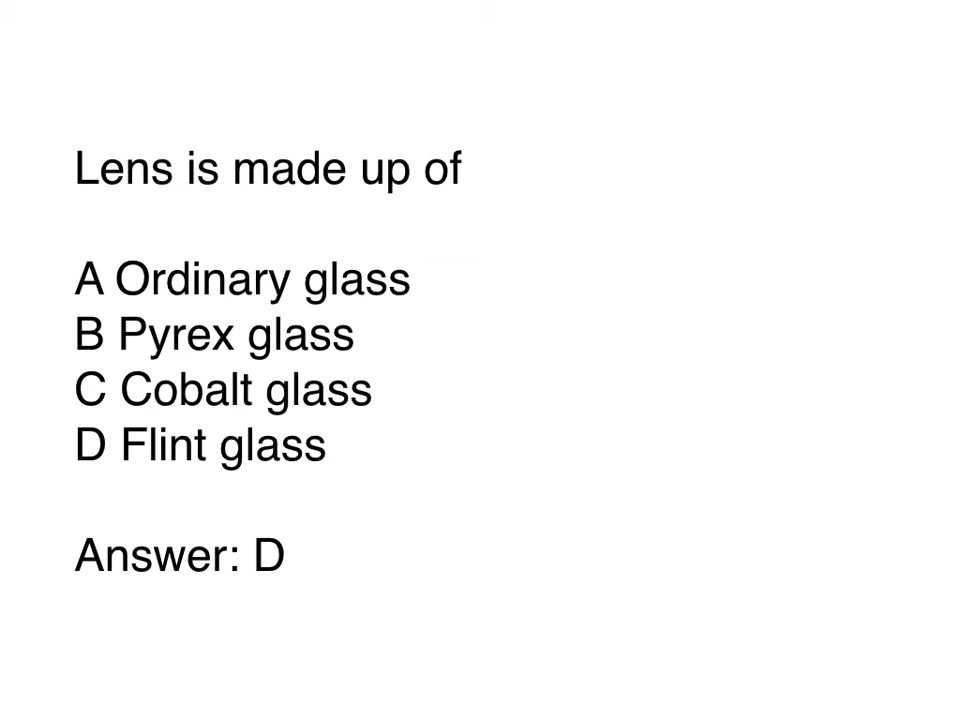 Lens is made up of
A Ordinary glass
B Pyrex glass
C Cobalt glass
D Flint glass
Answer: D